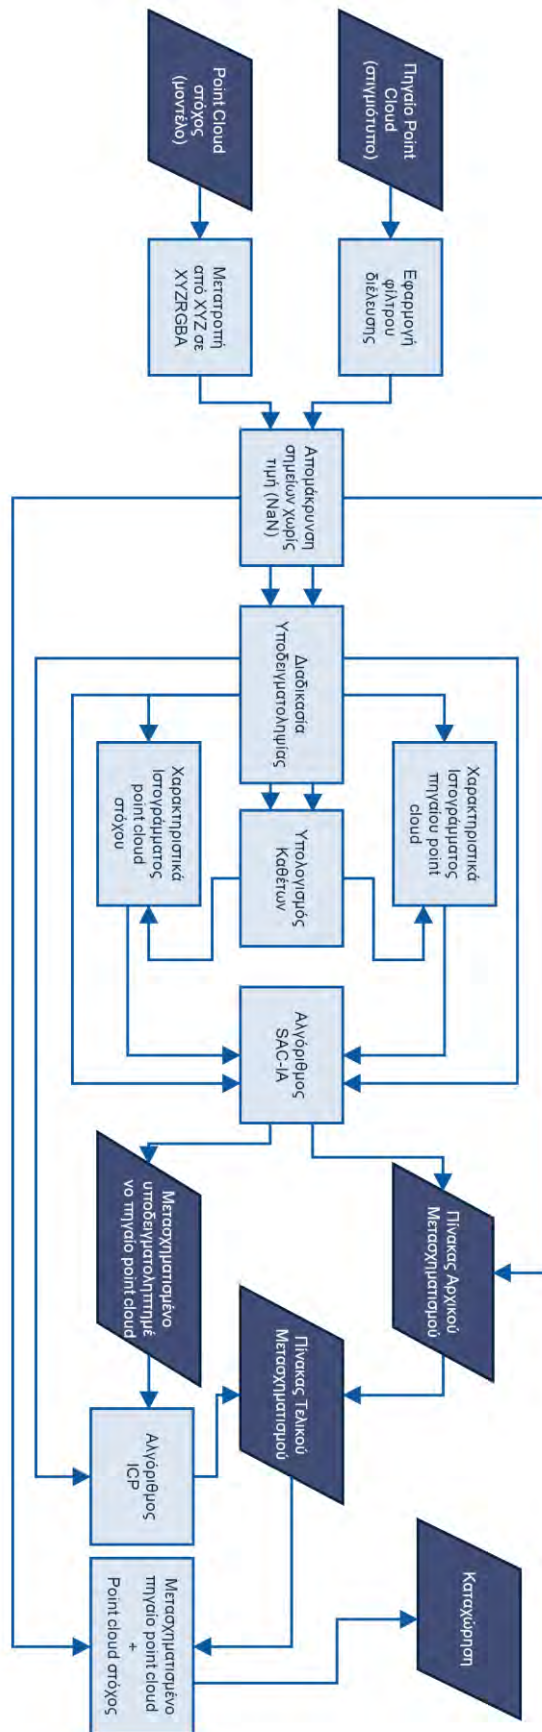 Πηγαίο Point
Cloud
(στιγμιότυπο)
Point Cloud
στόχος
(μοντέλο)
Εφαρμογή
φίλτρου
διέλευσης
Μετατροπή
από XYZ σε
XYZRGBA
Απομάκρυνση
σημείων χωρίς
τιμή (NaN)
Διαδικασία
Υποδειγματοληψίας
Χαρακτηριστικά
Ιστογράμματος
πηγαίου point
cloud
Υπολογισμός
Καθέτων
Χαρακτηριστικά
Ιστογράμματος
point cloud
στόχου
Αλγόριθμος
SAC-IA
Πίνακας Αρχικού
Μετασχηματισμού
Μετασχηματισμένο
υποδειγματοληπτημέ
νο πηγαίο point cloud
Πίνακας Τελικού
Μετασχηματισμού
Αλγόριθμος
ICP
Μετασχηματισμένο
πηγαίο point cloud
+
Point cloud στόχος
Καταχώρηση